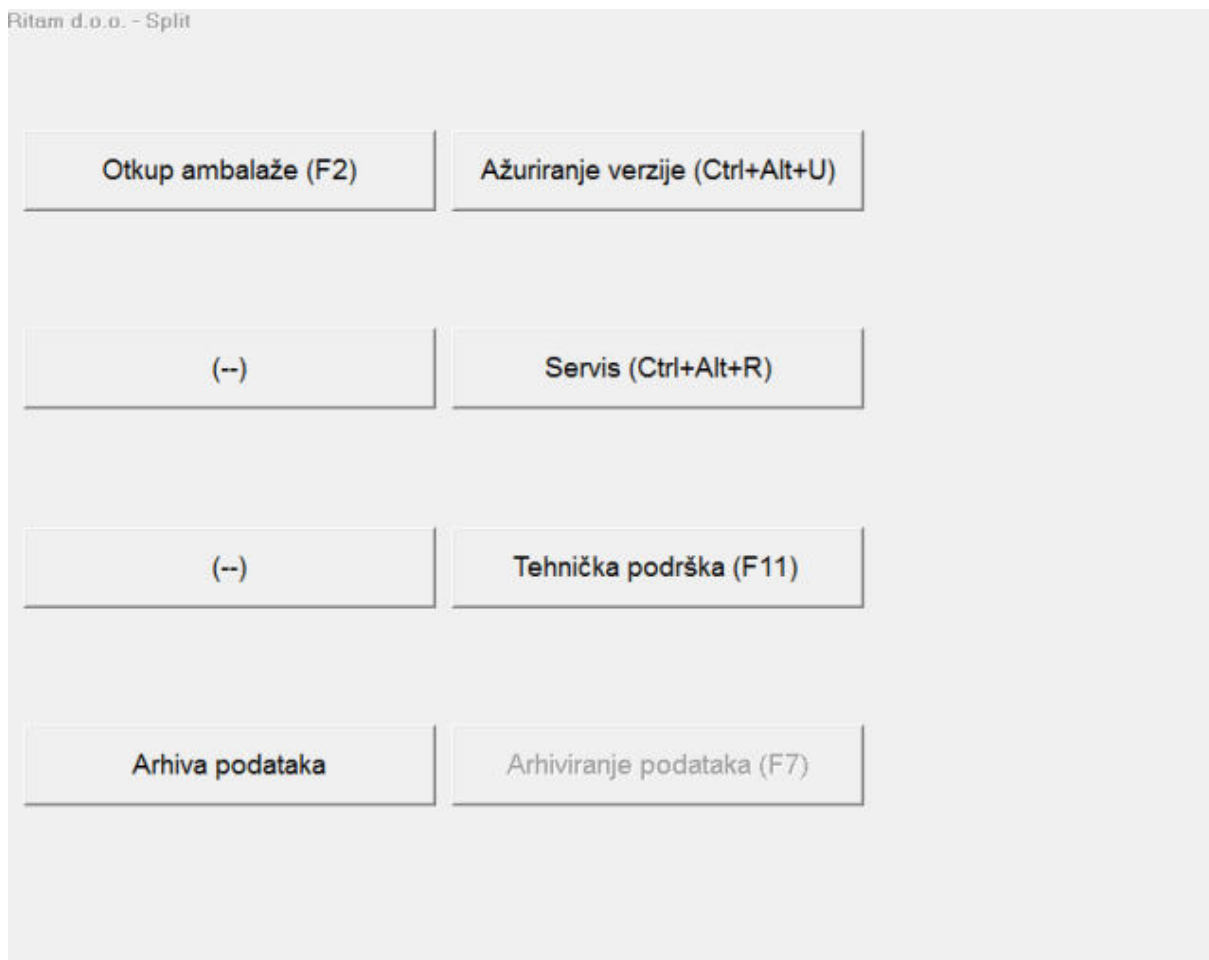 Ritam d.o.o. - Split
Otkup ambalaže (F2)
Ažuriranje verzije (Ctrl+Alt+U)
(--)
Servis (Ctrl+Alt+R)
(--)
Tehnička podrška (F11)
Arhiva podataka
Arhiviranje podataka (F7)